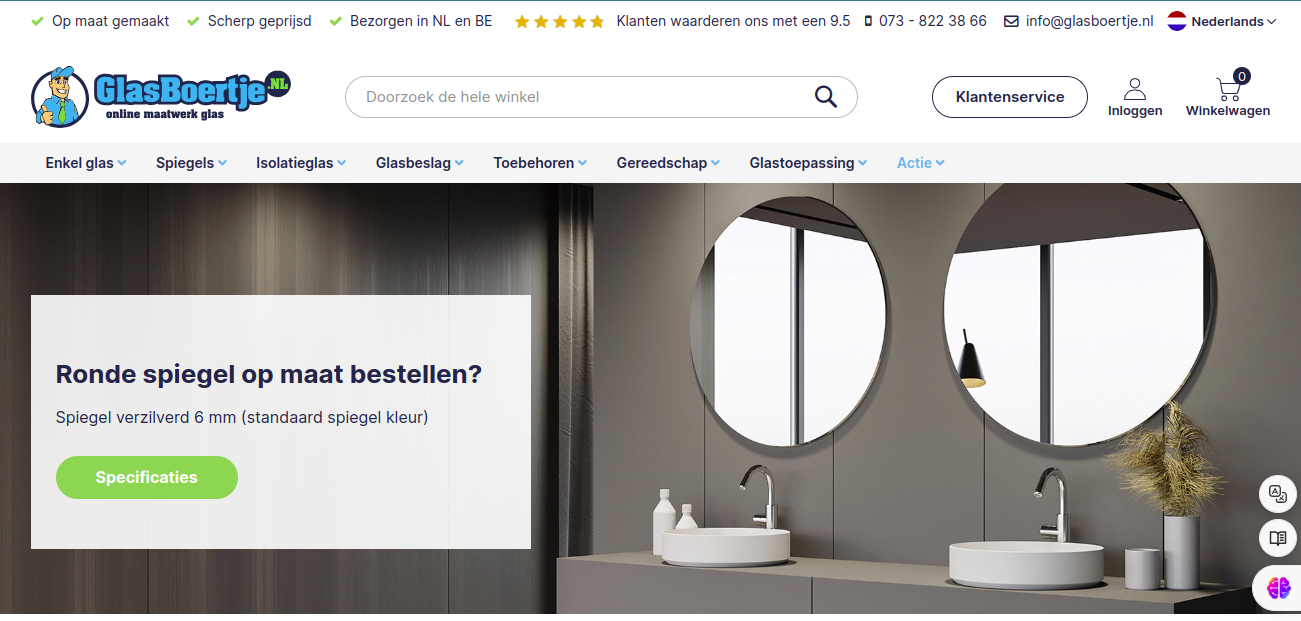 Op maat gemaakt Scherp geprijsd Bezorgen in NL en BE Klanten waarderen ons met een 9.5 073 - 822 38 66 info@glasboertje.nl Nederlands
GlasBoertje.NL
online maatwerk glas
Doorzoek de hele winkel
Klantenservice
Inloggen
0
Winkelwagen
Enkel glas Spiegels Isolatieglas Glasbeslag Toebehoren Gereedschap Glastoepassing Actie
Ronde spiegel op maat bestellen?
Spiegel verzilverd 6 mm (standaard spiegel kleur)
Specificaties